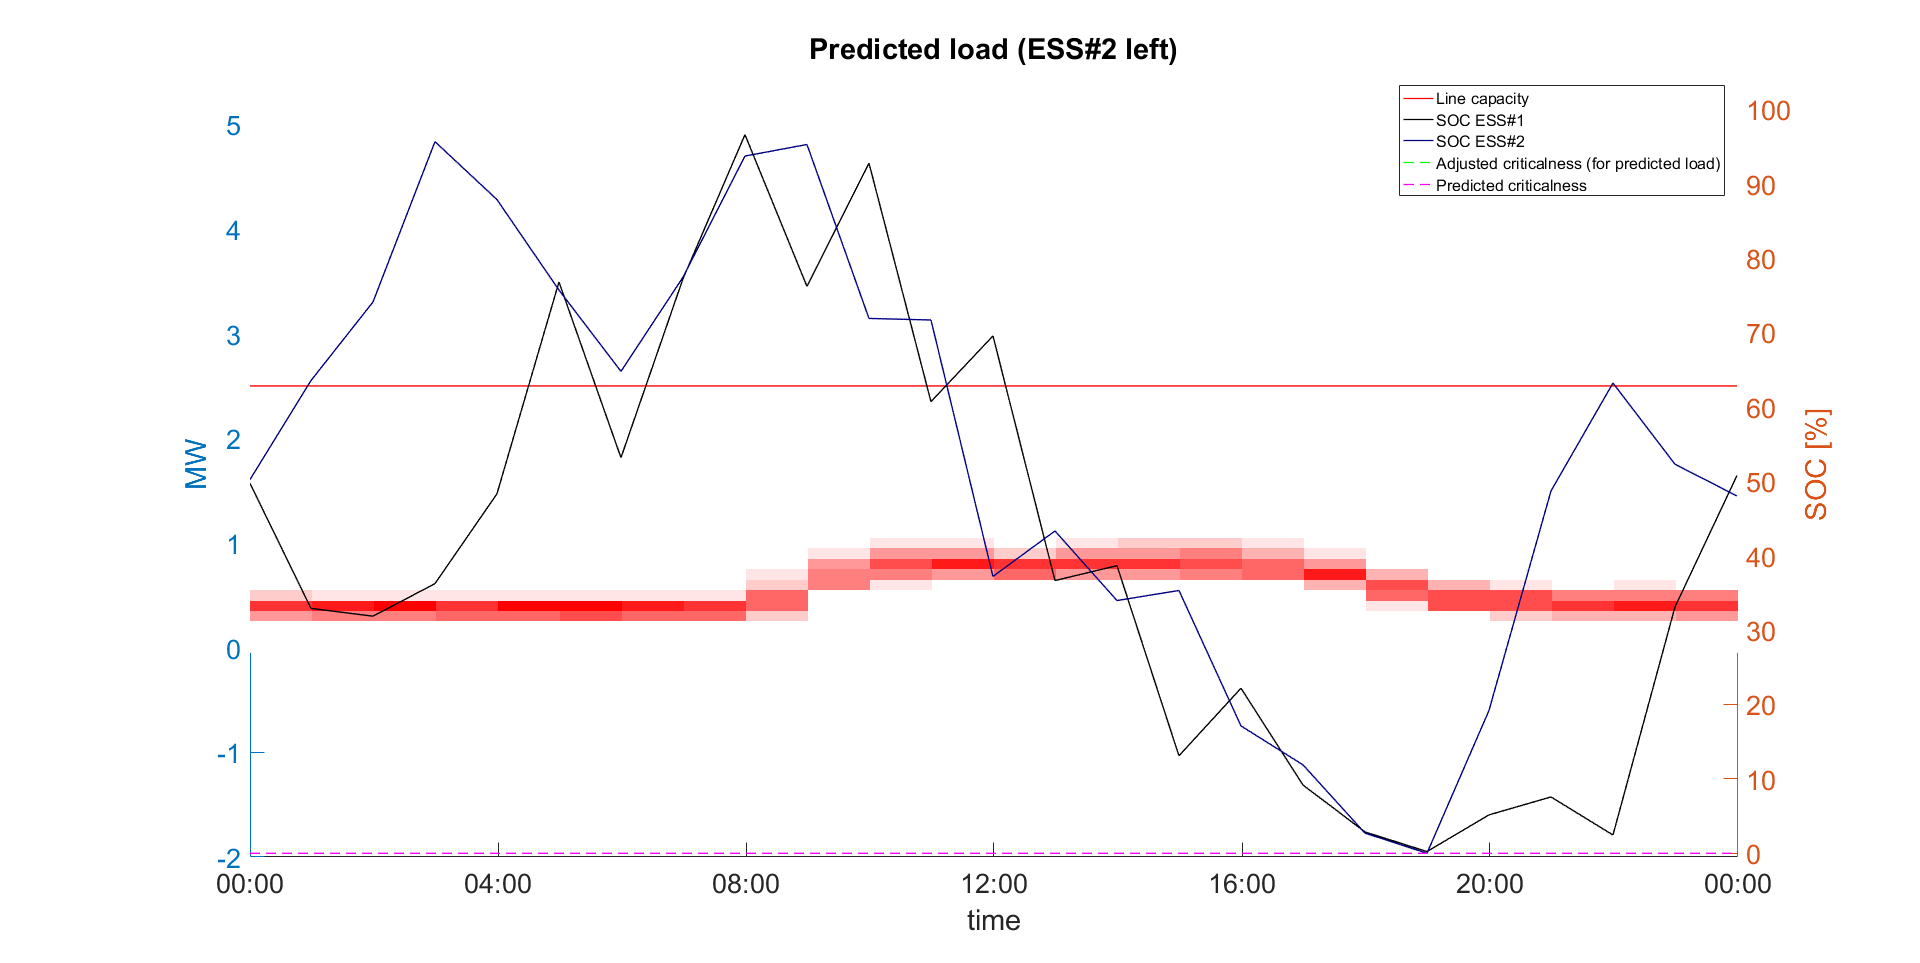 Predicted load (ESS#2 left)
Line capacity
SOC ESS#1
SOC ESS#2
Adjusted criticalness (for predicted load)
Predicted criticalness
5
4
3
2
1
0
-1
-2
MW
100
90
80
70
60
50
40
30
20
10
0
SOC [%]
00:00 04:00 08:00 12:00 16:00 20:00 00:00
time